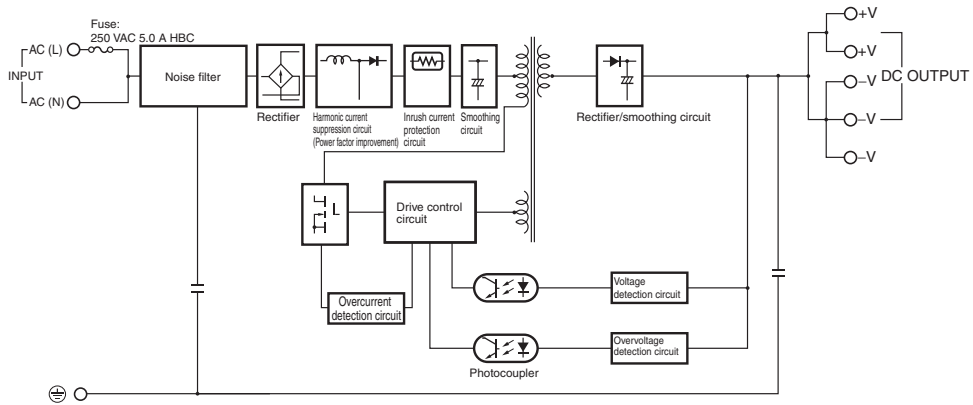 Fuse:
250 VAC 5.0 A HBC
AC (L)
INPUT
AC (N)
Noise filter
Rectifier
Harmonic current
suppression circuit
(Power factor improvement)
Inrush current
protection
circuit
Smoothing
circuit
Rectifier/smoothing circuit
+V
+V
DC OUTPUT
–V
–V
–V
Drive control
circuit
Overcurrent
detection circuit
Voltage
detection circuit
Overvoltage
detection circuit
Photocoupler